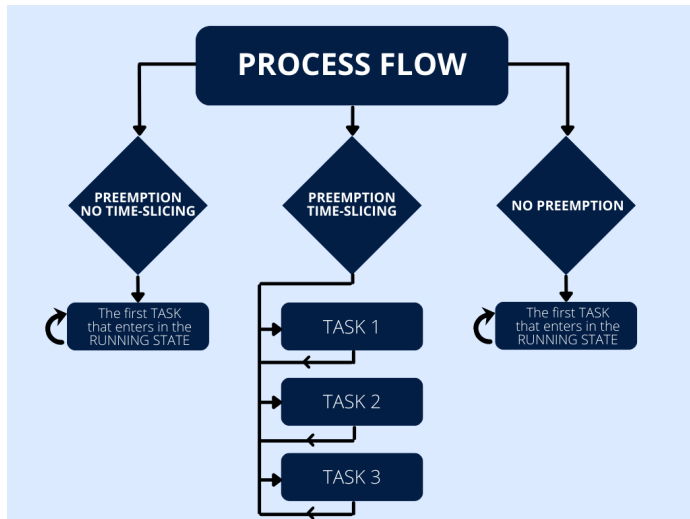 PROCESS FLOW
PREEMPTION
NO TIME-SLICING
PREEMPTION
TIME-SLICING
NO PREEMPTION
The first TASK
that enters in the
RUNNING STATE
TASK 1
TASK 2
TASK 3
The first TASK
that enters in the
RUNNING STATE